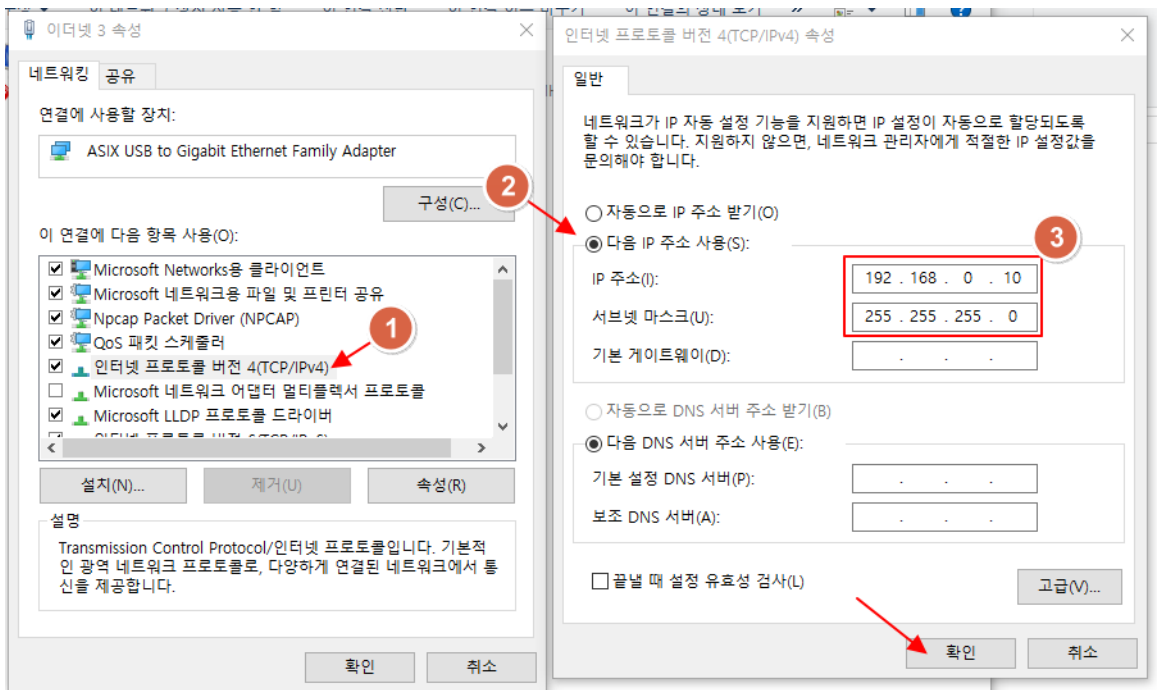 이더넷 3 속성
네트워킹
공유
연결에 사용할 장치:
ASIX USB to Gigabit Ethernet Family Adapter
구성(C)...
이 연결에 다음 항목 사용(O):
Microsoft Networks용 클라이언트
Microsoft 네트워크용 파일 및 프린터 공유
Npcap Packet Driver (NPCAP)
QoS 패킷 스케줄러
인터넷 프로토콜 버전 4(TCP/IPv4)
Microsoft 네트워크 어댑터 멀티플렉서 프로토콜
Microsoft LLDP 프로토콜 드라이버
설치(N)...
제거(U)
속성(R)
설명
Transmission Control Protocol/인터넷 프로토콜입니다. 기본적
인 광역 네트워크 프로토콜로, 다양하게 연결된 네트워크에서 통
신을 제공합니다.
확인
취소
1
2
3
인터넷 프로토콜 버전 4(TCP/IPv4) 속성
일반
네트워크가 IP 자동 설정 기능을 지원하면 IP 설정이 자동으로 할당되도록
할 수 있습니다. 지원하지 않으면, 네트워크 관리자에게 적절한 IP 설정값을
문의해야 합니다.
자동으로 IP 주소 받기(O)
다음 IP 주소 사용(S):
IP 주소(I):
192 . 168 . 0 . 10
서브넷 마스크(U):
255 . 255 . 255 . 0
기본 게이트웨이(D):
. . .
자동으로 DNS 서버 주소 받기(B)
다음 DNS 서버 주소 사용(E):
기본 설정 DNS 서버(P):
. . .
보조 DNS 서버(A):
. . .
끝낼 때 설정 유효성 검사(L)
고급(V)...
확인
취소